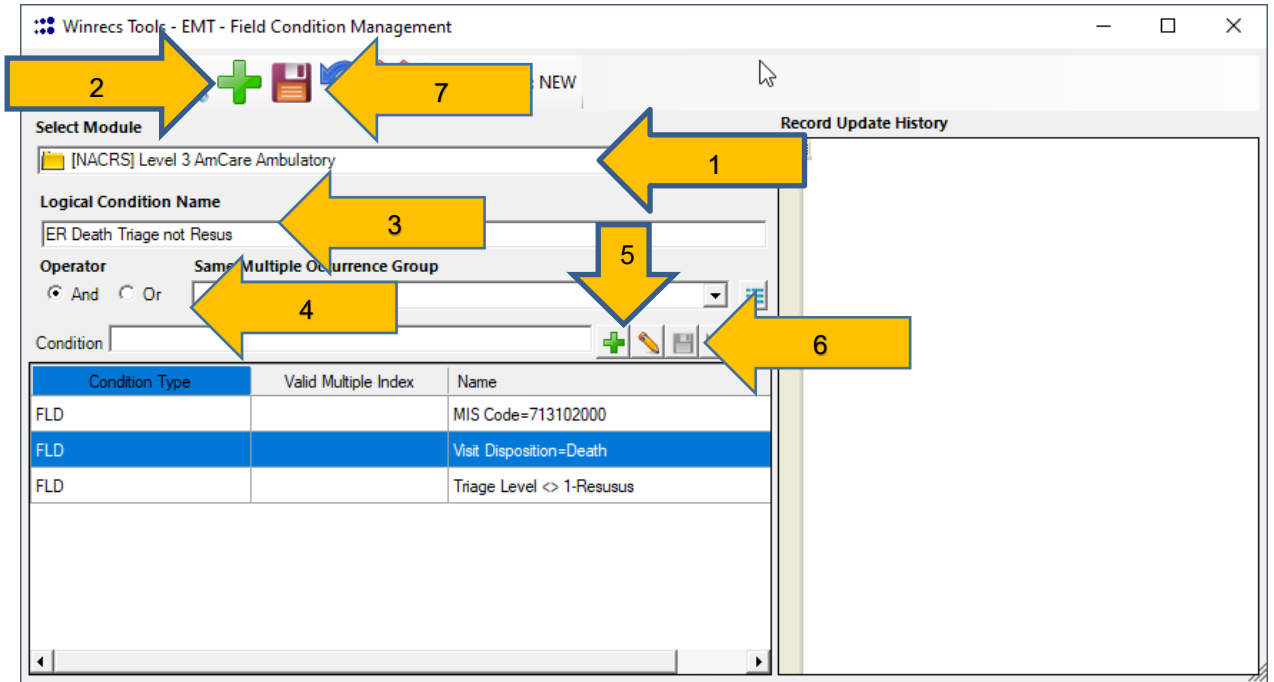 Winrecs Tools - EMT - Field Condition Management
2
7
NEW
Select Module
Record Update History
[NACRS] Level 3 AmCare Ambulatory
1
Logical Condition Name
ER Death Triage not Resus
3
5
Operator
Same Multiple Occurrence Group
And
Or
4
Condition
6
Condition Type Valid Multiple Index Name
FLD MIS Code=713102000
FLD Visit Disposition=Death
FLD Triage Level <> 1-Resusus